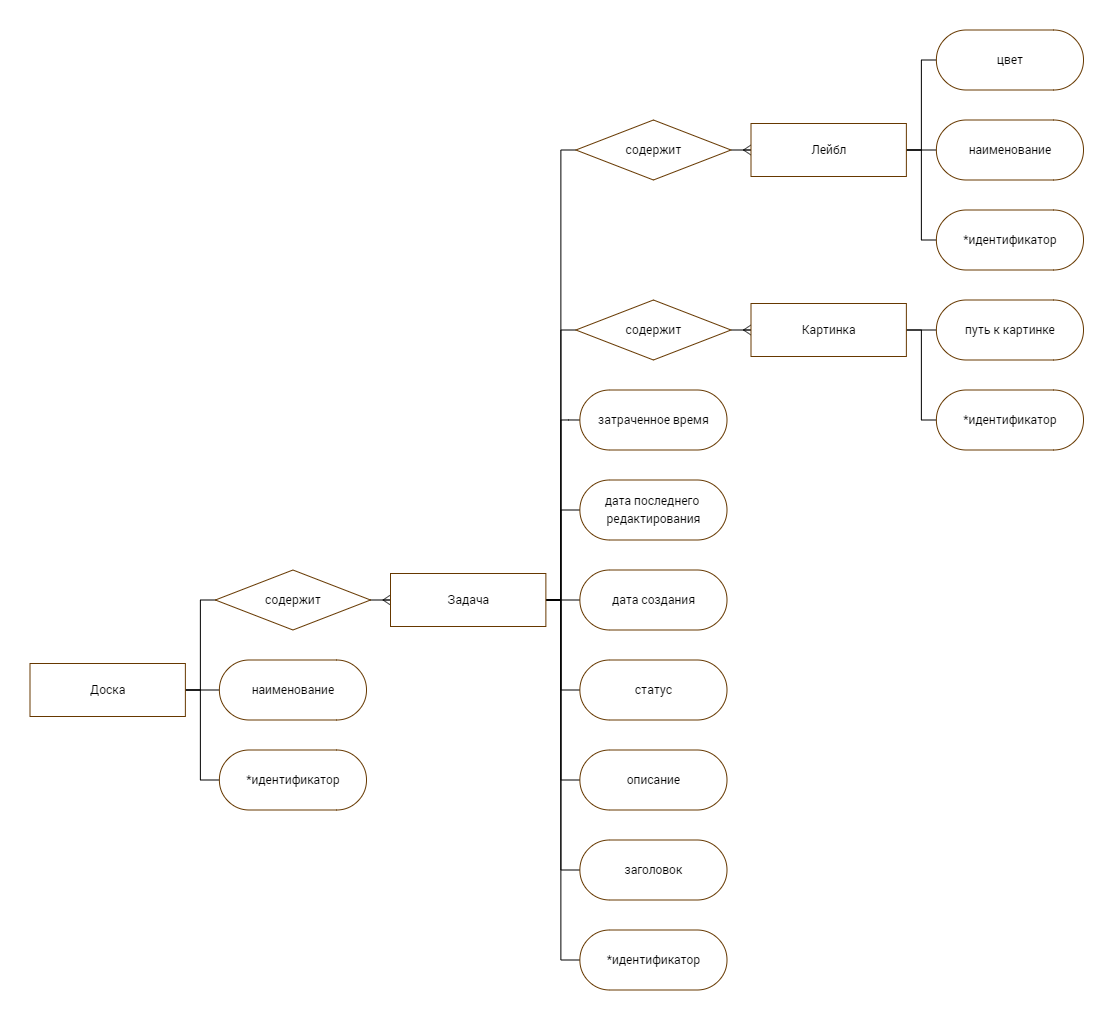 цвет
содержит
Лейбл
наименование
*идентификатор
содержит
Картинка
путь к картинке
затраченное время
*идентификатор
дата последнего
редактирования
содержит
Задача
дата создания
Доска
наименование
статус
*идентификатор
описание
заголовок
*идентификатор